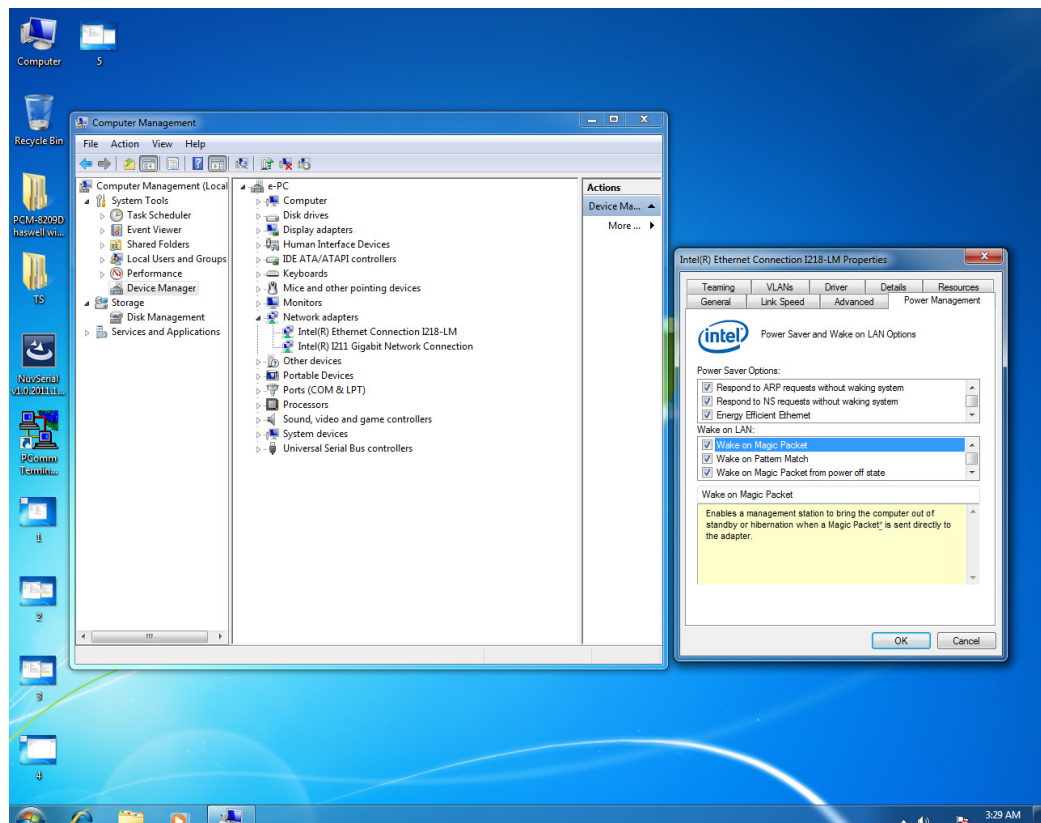 Computer
5
Recycle Bin
PCM-8209D
haswell wi...
TS
NuvSerial
PComm
Termin...
1
2
3
4
Computer Management
File Action View Help
Computer Management (Local
System Tools
Task Scheduler
Event Viewer
Shared Folders
Local Users and Groups
Performance
Device Manager
Storage
Disk Management
Services and Applications
e-PC
Computer
Disk drives
Display adapters
Human Interface Devices
IDE ATA/ATAPI controllers
Keyboards
Mice and other pointing devices
Monitors
Network adapters
Intel(R) Ethernet Connection I218-LM
Intel(R) I211 Gigabit Network Connection
Other devices
Portable Devices
Ports (COM & LPT)
Processors
Sound, video and game controllers
System devices
Universal Serial Bus controllers
Actions
Device Ma...
More ...
Intel(R) Ethernet Connection I218-LM Properties
Teaming VLANs Driver Details Resources
General Link Speed Advanced Power Management
intel
Power Saver and Wake on LAN Options
Power Saver Options:
Respond to ARP requests without waking system
Respond to NS requests without waking system
Energy Efficient Ethernet
Wake on LAN:
Wake on Magic Packet
Wake on Pattern Match
Wake on Magic Packet from power off state
Wake on Magic Packet
Enables a management station to bring the computer out of
standby or hibernation when a Magic Packet* is sent directly to
the adapter.
OK Cancel
3:29 AM